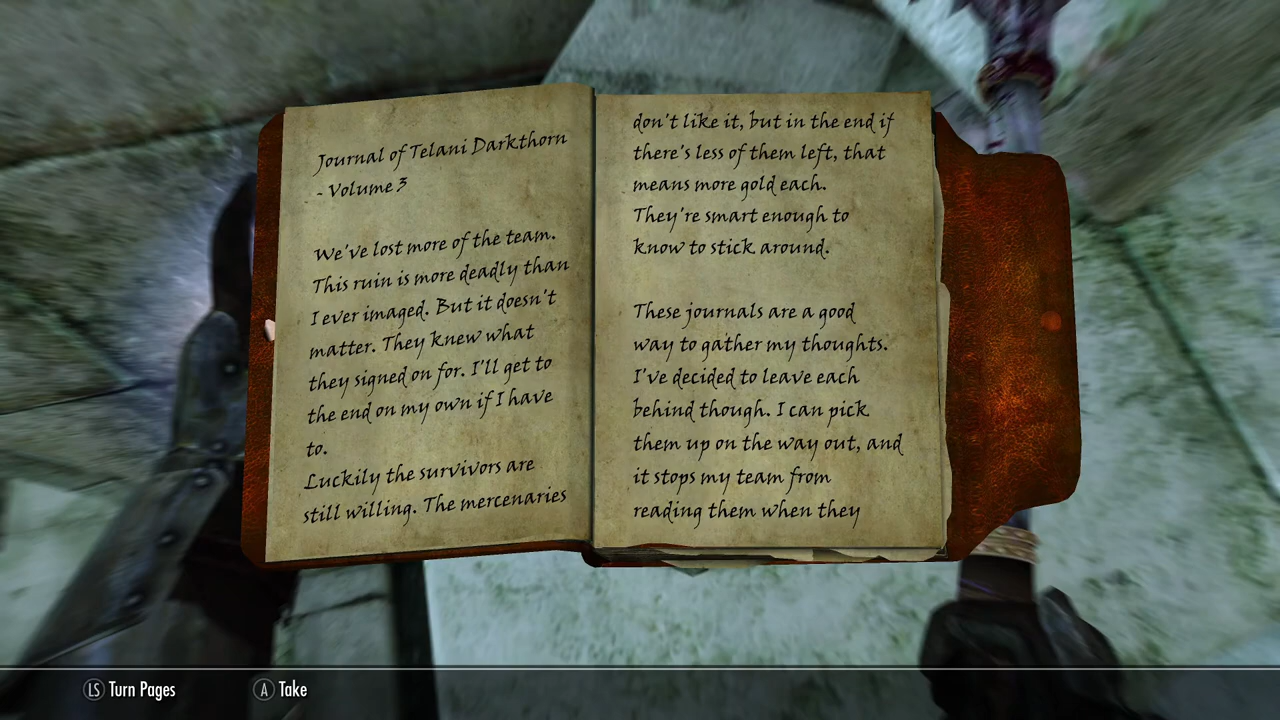 Journal of Telani Darkthorn
- Volume 3
We've lost more of the team.
This ruin is more deadly than
I ever imaged. But it doesn't
matter. They knew what
they signed on for. I'll get to
the end on my own if I have
to.
Luckily the survivors are
still willing. The mercenaries
don't like it, but in the end if
there's less of them left, that
means more gold each.
They're smart enough to
know to stick around.
These journals are a good
way to gather my thoughts.
I've decided to leave each
behind though. I can pick
them up on the way out, and
it stops my team from
reading them when they
LS Turn Pages
A Take